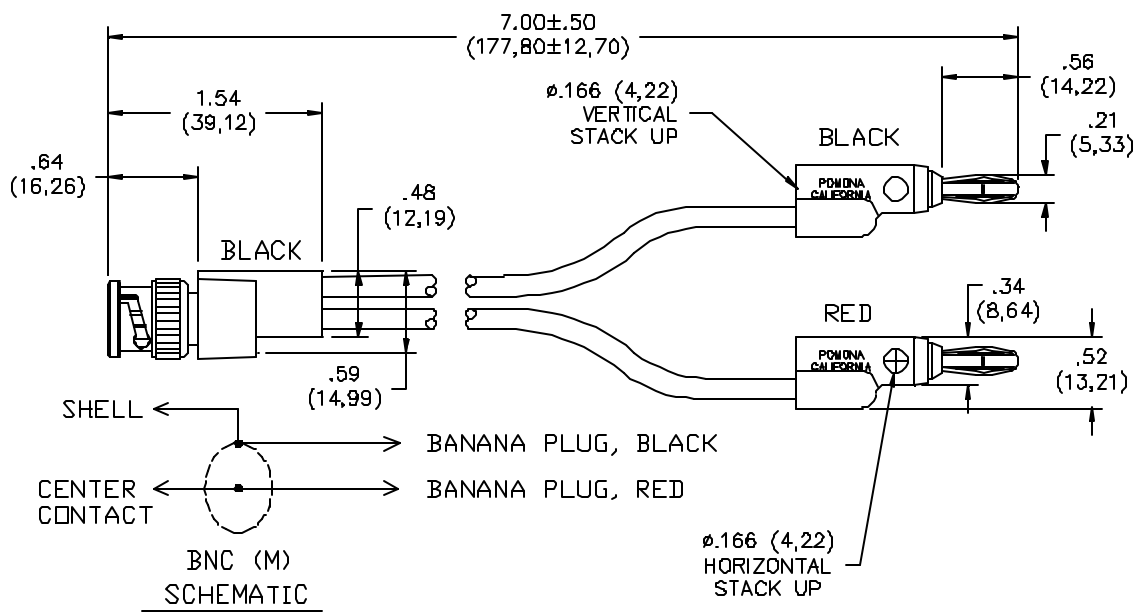 7.00±.50
(177,80±12,70)
.56
(14,22)
1.54
(39,12)
ø.166 (4,22)
VERTICAL
STACK UP
BLACK
.21
(5,33)
.64
(16,26)
.48
(12,19)
POMONA
CALIFORNIA
BLACK
.34
(8,64)
RED
POMONA
CALIFORNIA
.52
(13,21)
.59
(14,99)
SHELL
BANANA PLUG, BLACK
CENTER
CONTACT
BANANA PLUG, RED
BNC (M)
SCHEMATIC
ø.166 (4,22)
HORIZONTAL
STACK UP